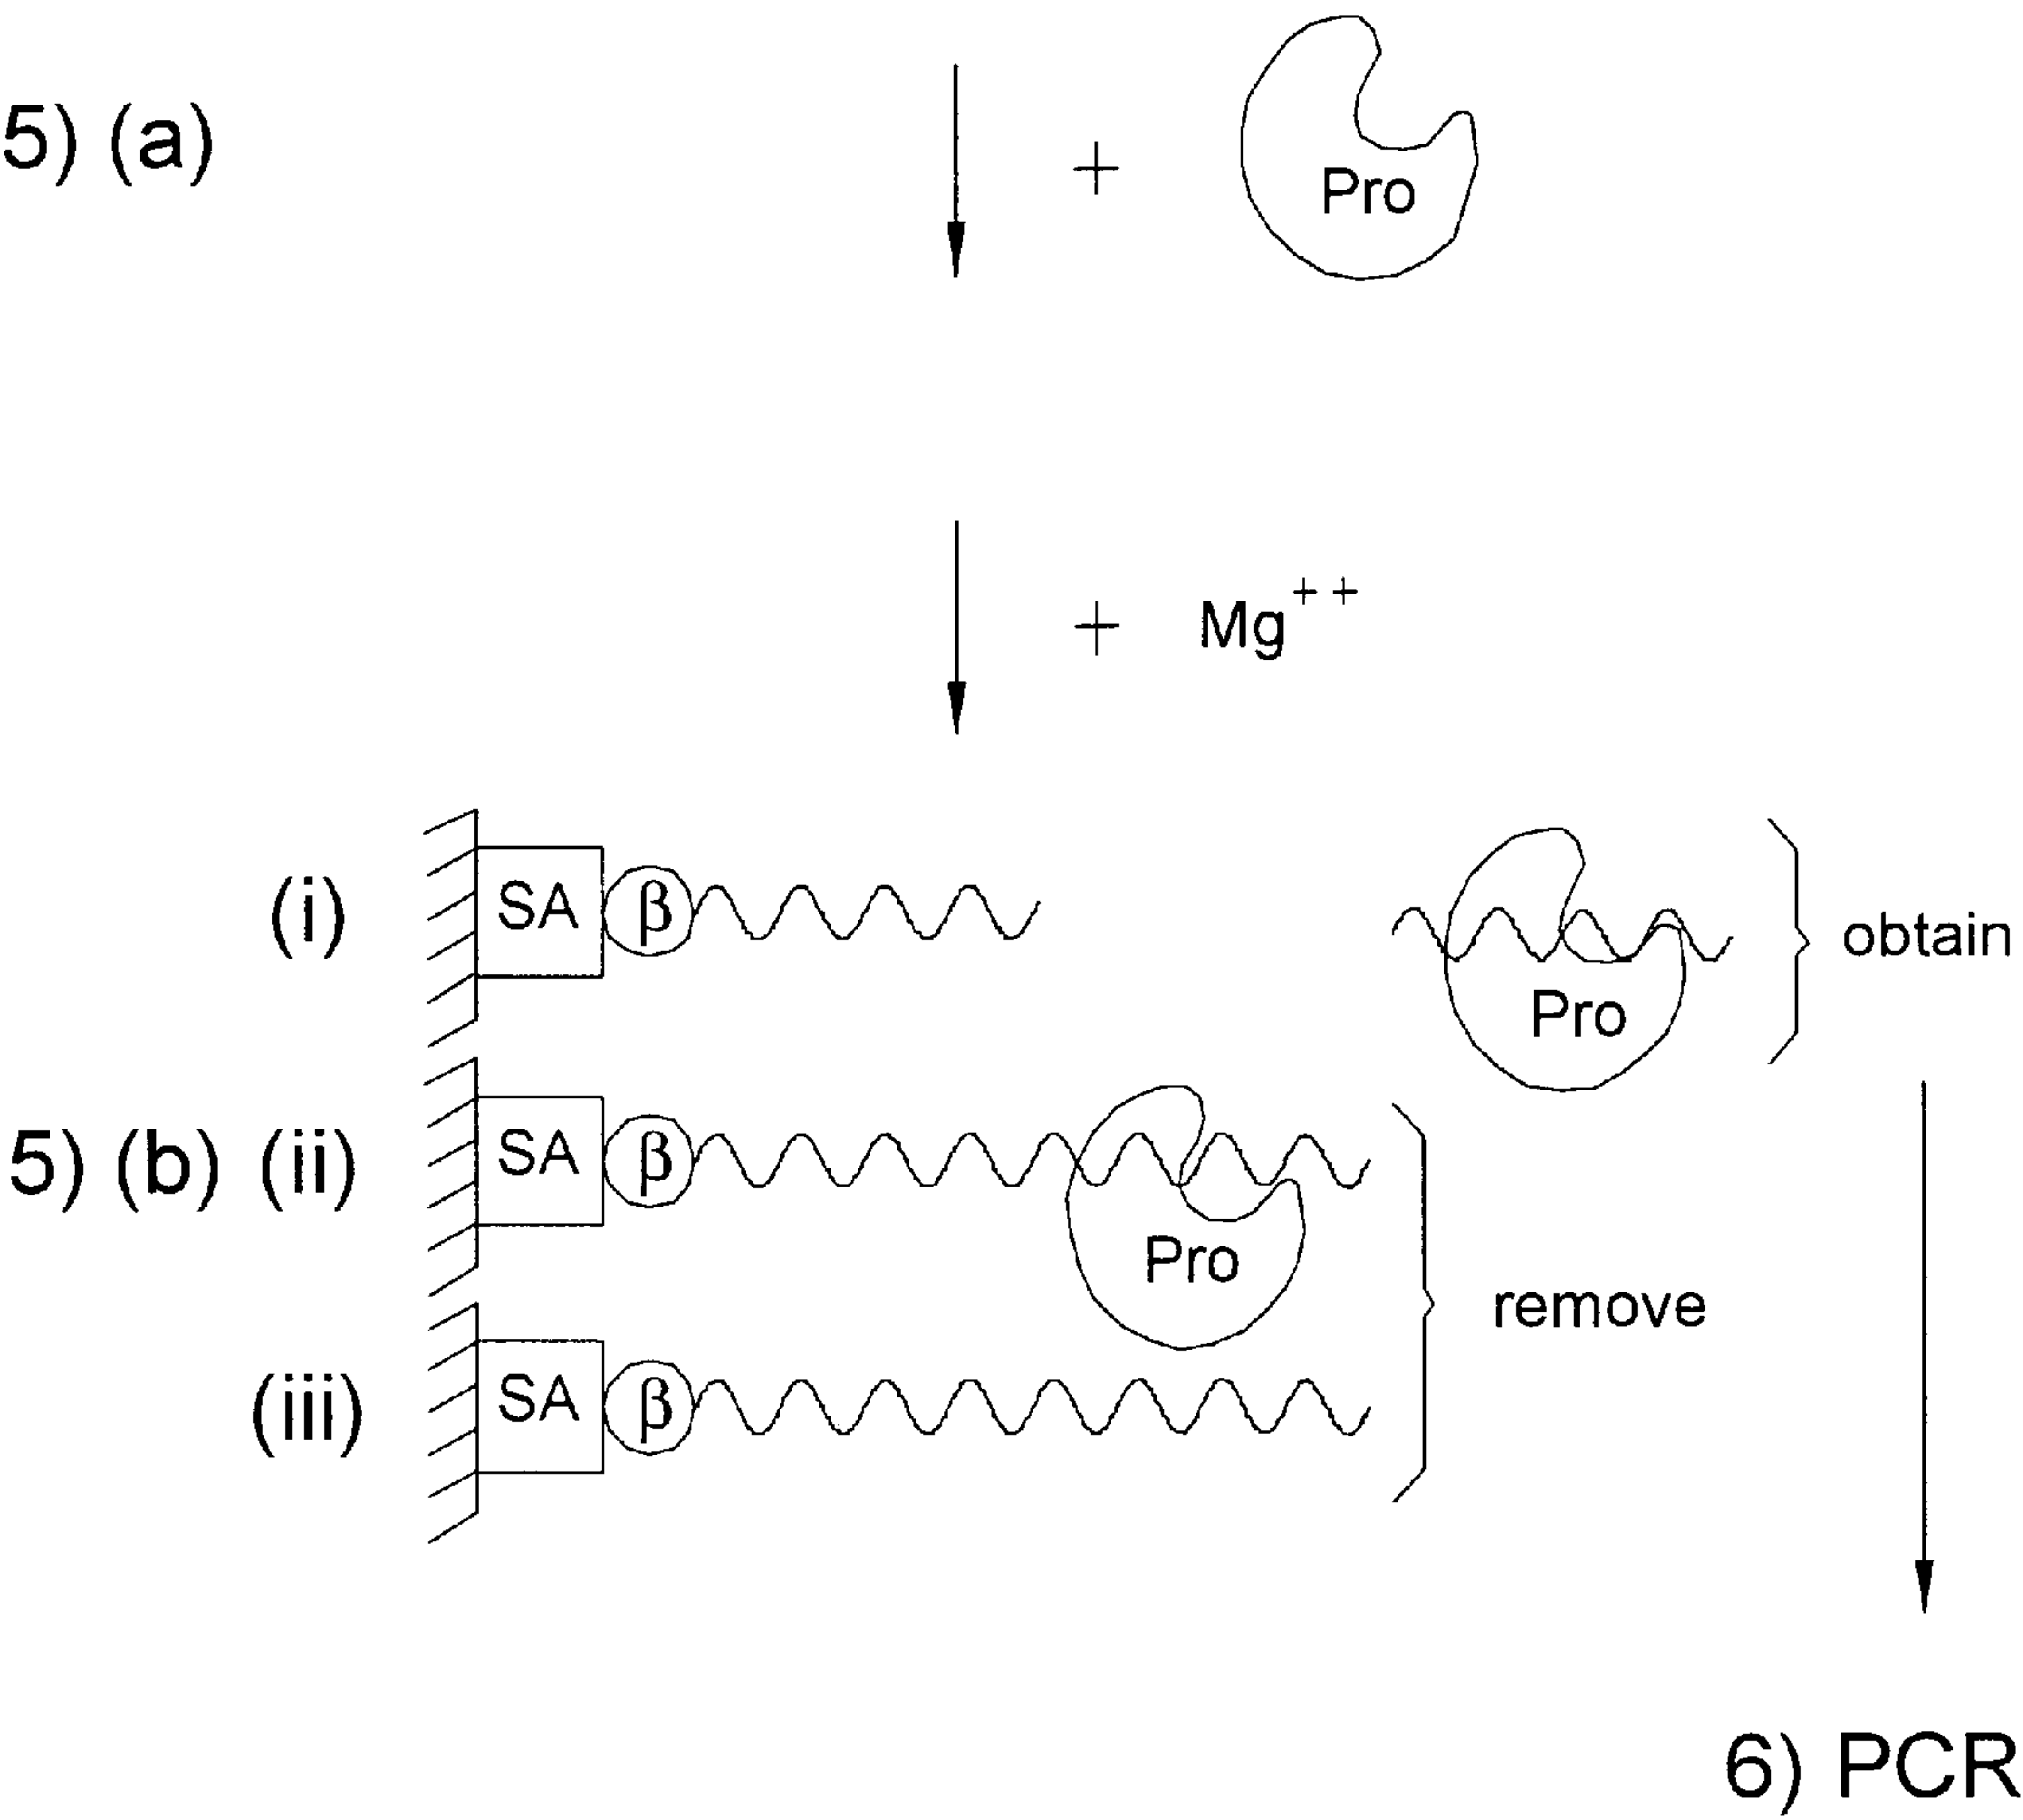 5) (a)
+ Pro
+ Mg++
(i) SA β Pro obtain
5) (b) (ii) SA β Pro
remove
(iii) SA β
6) PCR